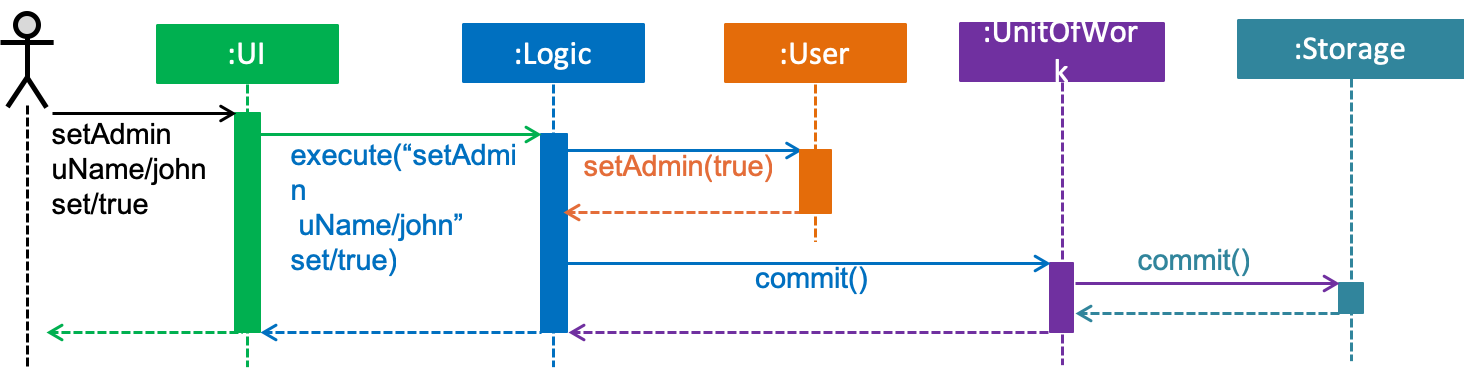 :UI
:Logic
:User
:UnitOfWor
k
:Storage
setAdmin
uName/john
set/true
execute(“setAdmi
n
uName/john”
set/true)
setAdmin(true)
commit()
commit()